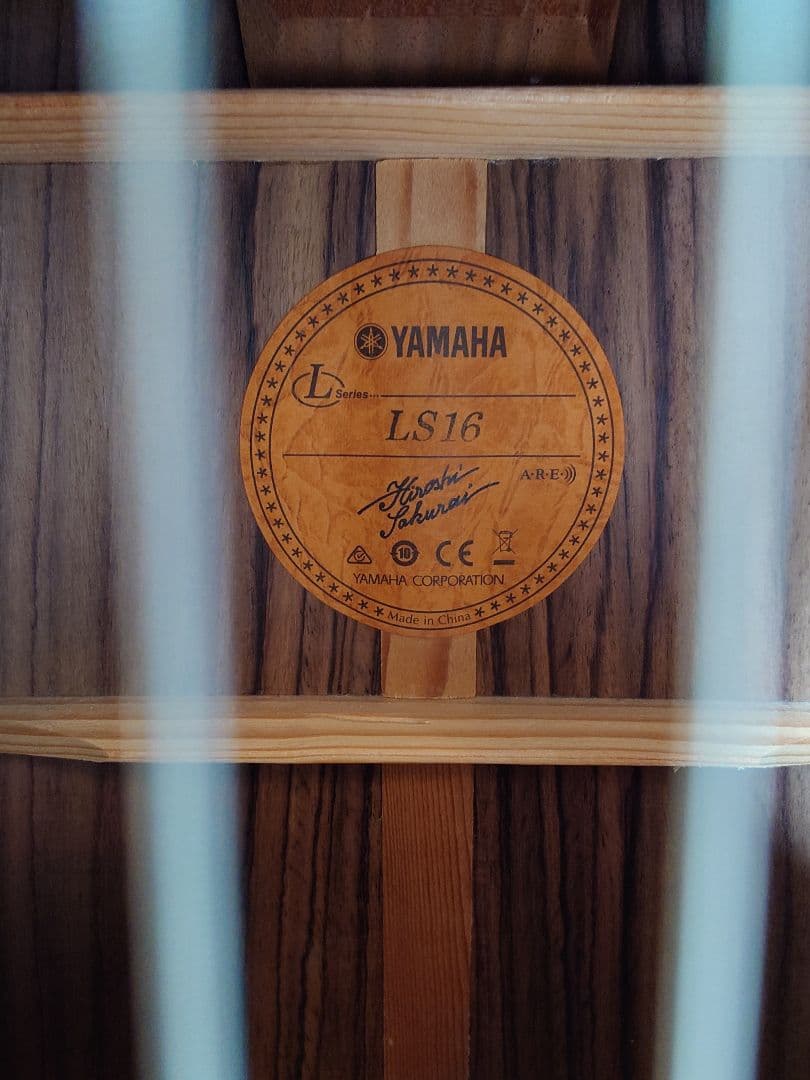 YAMAHA
L Series
LS16
Hiroshi
Sakurai
A·R·E
10
CE
YAMAHA CORPORATION
Made in China